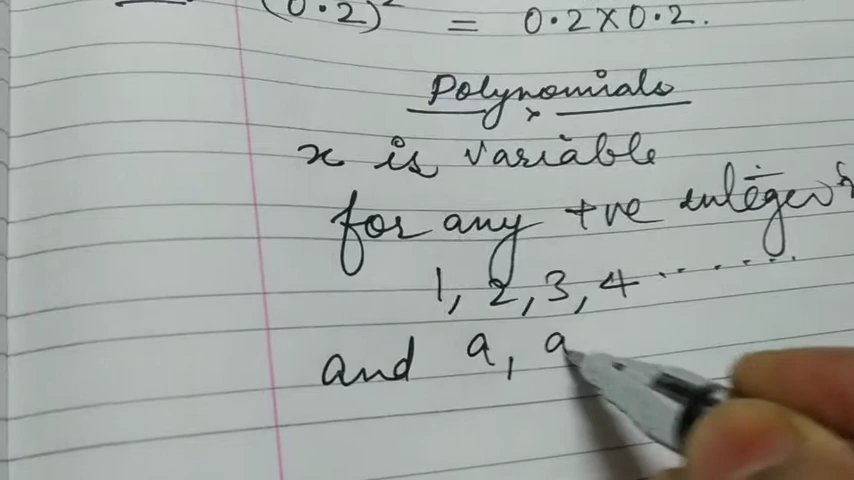 (0.2)² = 0.2×0.2.
Polynomials
x is variable
for any +ve integers
1, 2, 3, 4 .......
and a, a